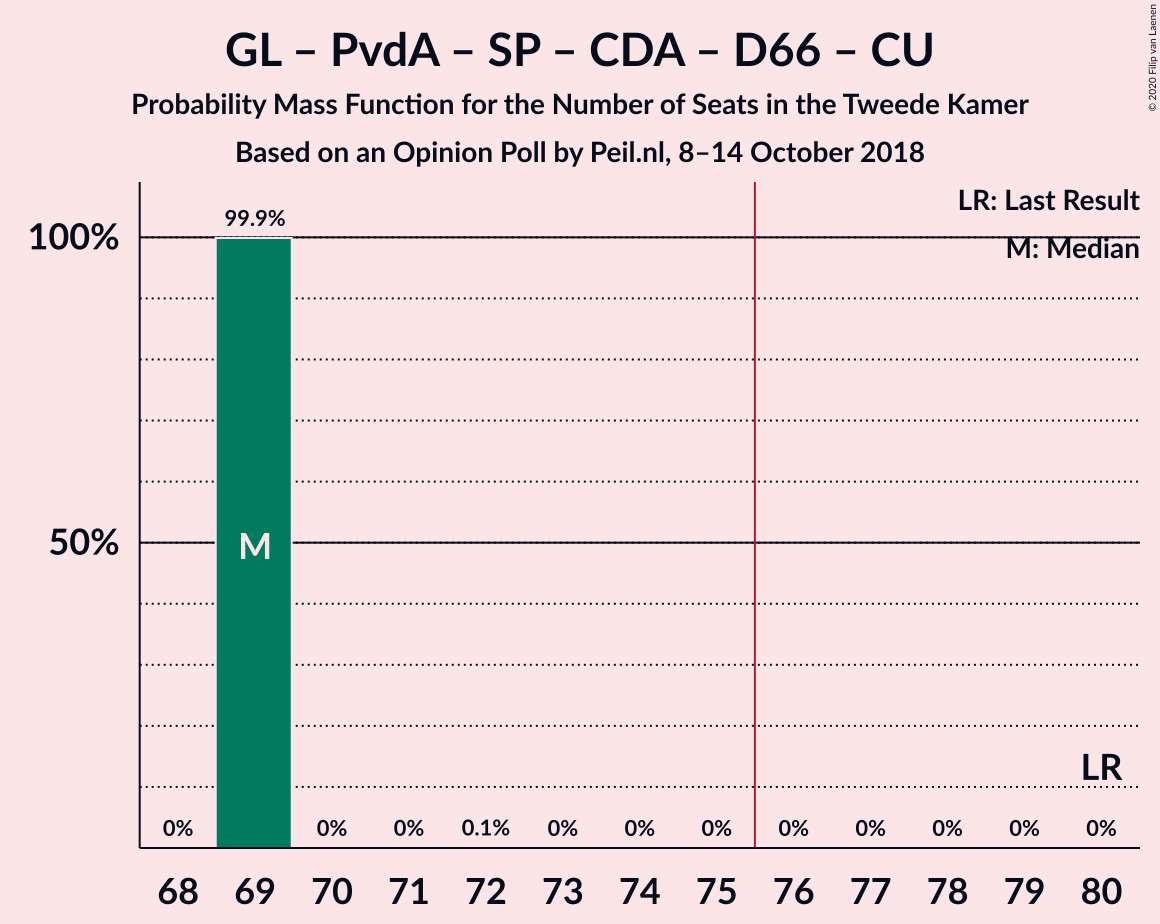 GL – PvdA – SP – CDA – D66 – CU
Probability Mass Function for the Number of Seats in the Tweede Kamer
Based on an Opinion Poll by Peil.nl, 8–14 October 2018
© 2020 Filip van Laenen
LR: Last Result
M: Median
99.9%
100%
50%
M
LR
0% 0% 0% 0.1% 0% 0% 0% 0% 0% 0% 0% 0%
68 69 70 71 72 73 74 75 76 77 78 79 80